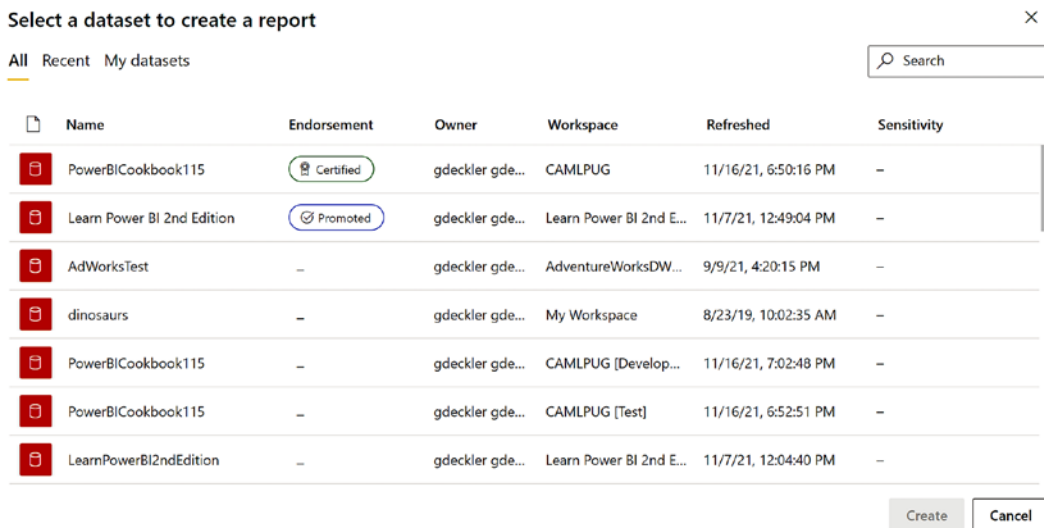 Select a dataset to create a report
All Recent My datasets Search
Name Endorsement Owner Workspace Refreshed Sensitivity
PowerBICookbook115 Certified gdeckler gde... CAMLPUG 11/16/21, 6:50:16 PM –
Learn Power BI 2nd Edition Promoted gdeckler gde... Learn Power BI 2nd E... 11/7/21, 12:49:04 PM –
AdWorksTest – gdeckler gde... AdventureWorksDW... 9/9/21, 4:20:15 PM –
dinosaurs – gdeckler gde... My Workspace 8/23/19, 10:02:35 AM –
PowerBICookbook115 – gdeckler gde... CAMLPUG [Develop... 11/16/21, 7:02:48 PM –
PowerBICookbook115 – gdeckler gde... CAMLPUG [Test] 11/16/21, 6:52:51 PM –
LearnPowerBI2ndEdition – gdeckler gde... Learn Power BI 2nd E... 11/7/21, 12:04:40 PM –
Create Cancel